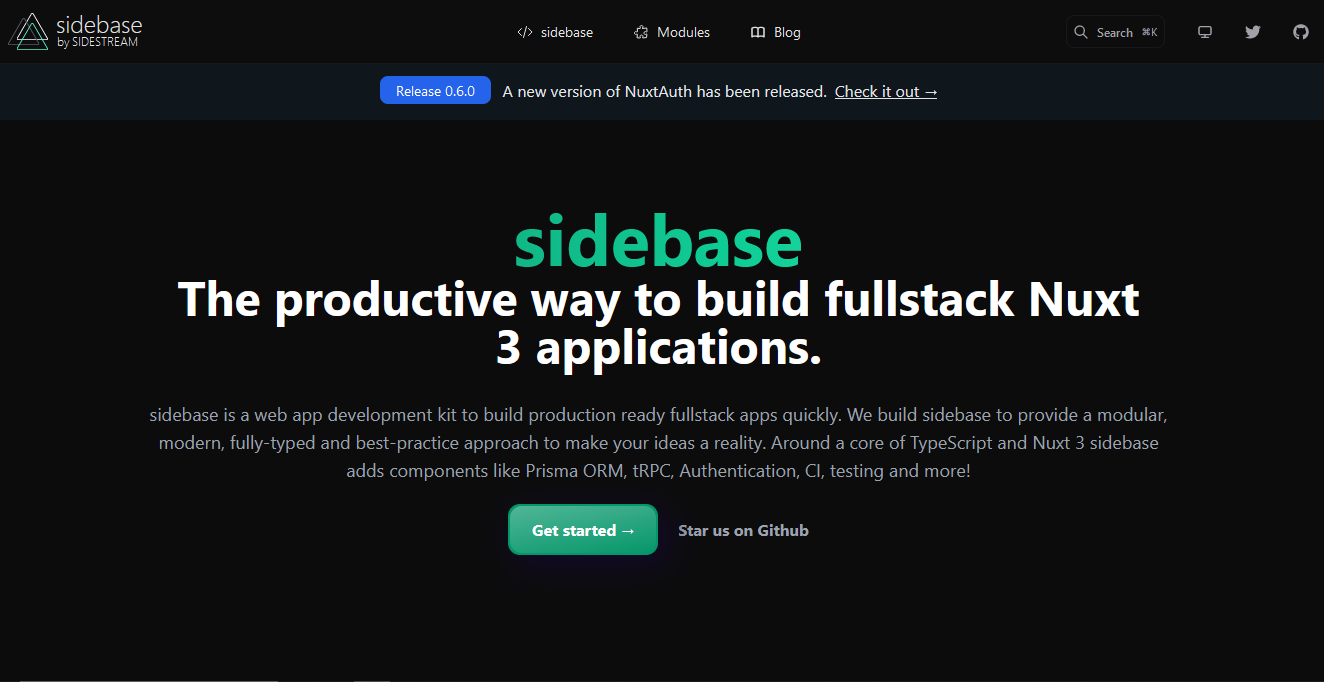 sidebase
by SIDESTREAM
</> sidebase
Modules
Blog
Search ⌘K
Release 0.6.0
A new version of NuxtAuth has been released. Check it out →
sidebase
The productive way to build fullstack Nuxt
3 applications.
sidebase is a web app development kit to build production ready fullstack apps quickly. We build sidebase to provide a modular,
modern, fully-typed and best-practice approach to make your ideas a reality. Around a core of TypeScript and Nuxt 3 sidebase
adds components like Prisma ORM, tRPC, Authentication, CI, testing and more!
Get started →
Star us on Github